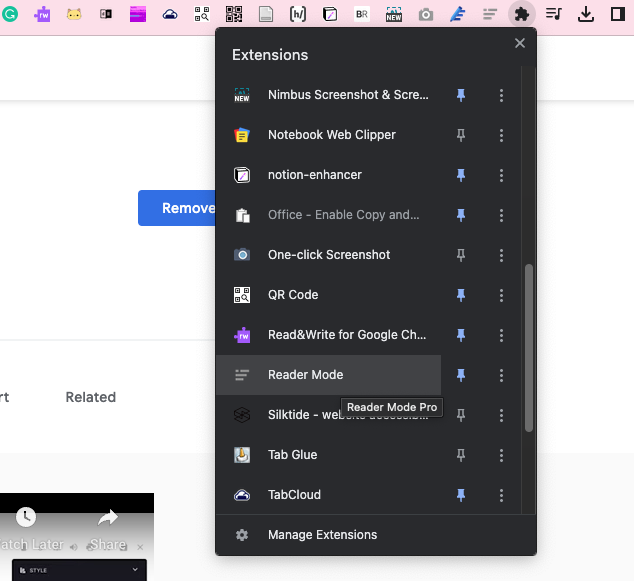 rw
NEW
[h/]
BR
NEW
Extensions
NEW
Nimbus Screenshot & Scre...
Notebook Web Clipper
notion-enhancer
Remove
Office - Enable Copy and...
One-click Screenshot
QR Code
rw
Read&Write for Google Ch...
Reader Mode
rt
Related
Reader Mode Pro
Silktide -
Tab Glue
TabCloud
Manage Extensions
atch Later
Share
STYLE